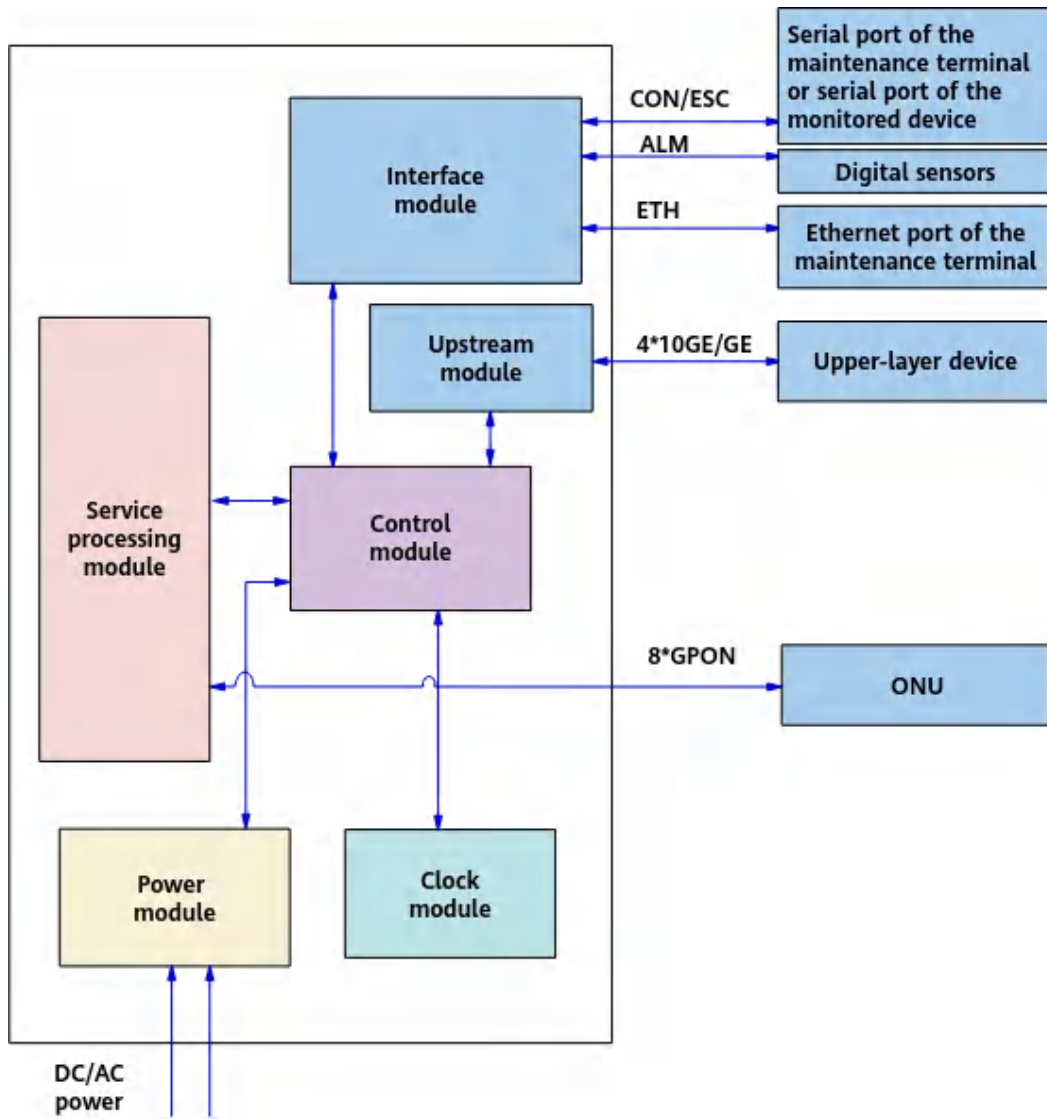 Serial port of the
maintenance terminal
or serial port of the
monitored device
CON/ESC
ALM
Interface
module
Digital sensors
ETH
Ethernet port of the
maintenance terminal
Upstream
module
4*10GE/GE
Upper-layer device
Service
processing
module
Control
module
8*GPON
ONU
Power
module
Clock
module
DC/AC
power